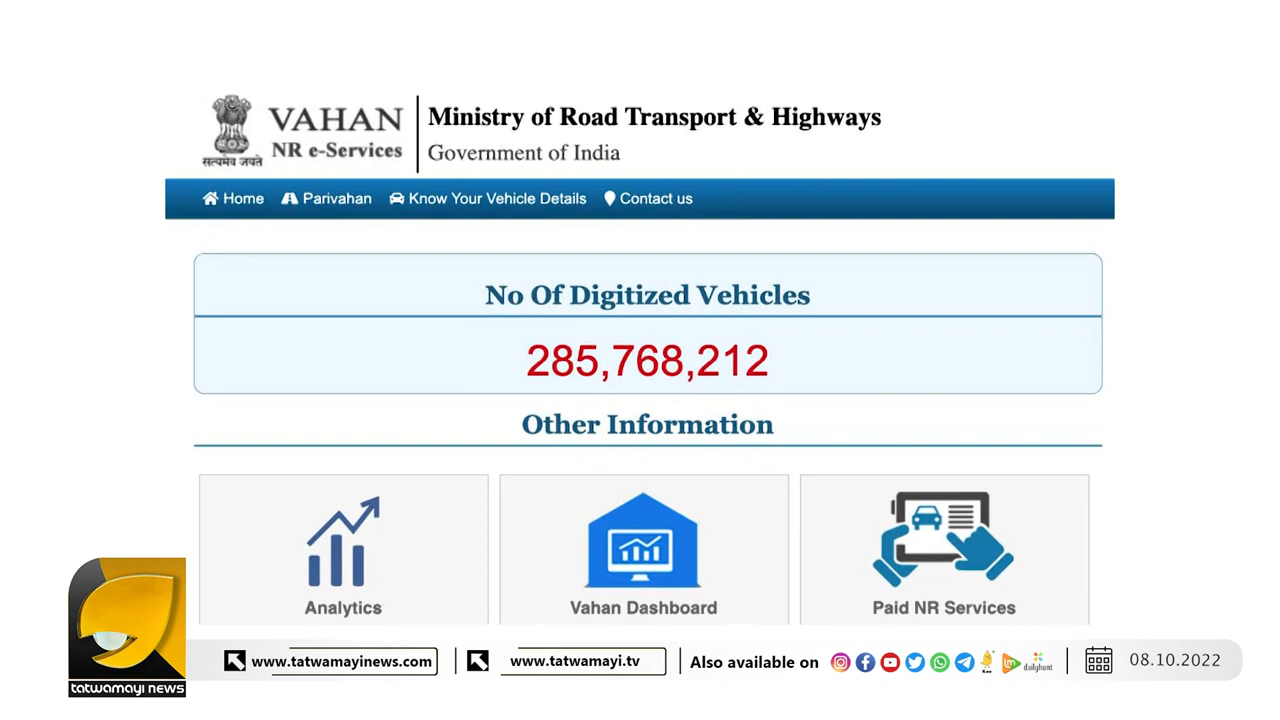 VAHAN
NR e-Services
सत्यमेव जयते
Ministry of Road Transport & Highways
Government of India
Home Parivahan Know Your Vehicle Details Contact us
No Of Digitized Vehicles
285,768,212
Other Information
Analytics
Vahan Dashboard
Paid NR Services
tatwamayi news
www.tatwamayinews.com
www.tatwamayi.tv
Also available on
dailyhunt
08.10.2022